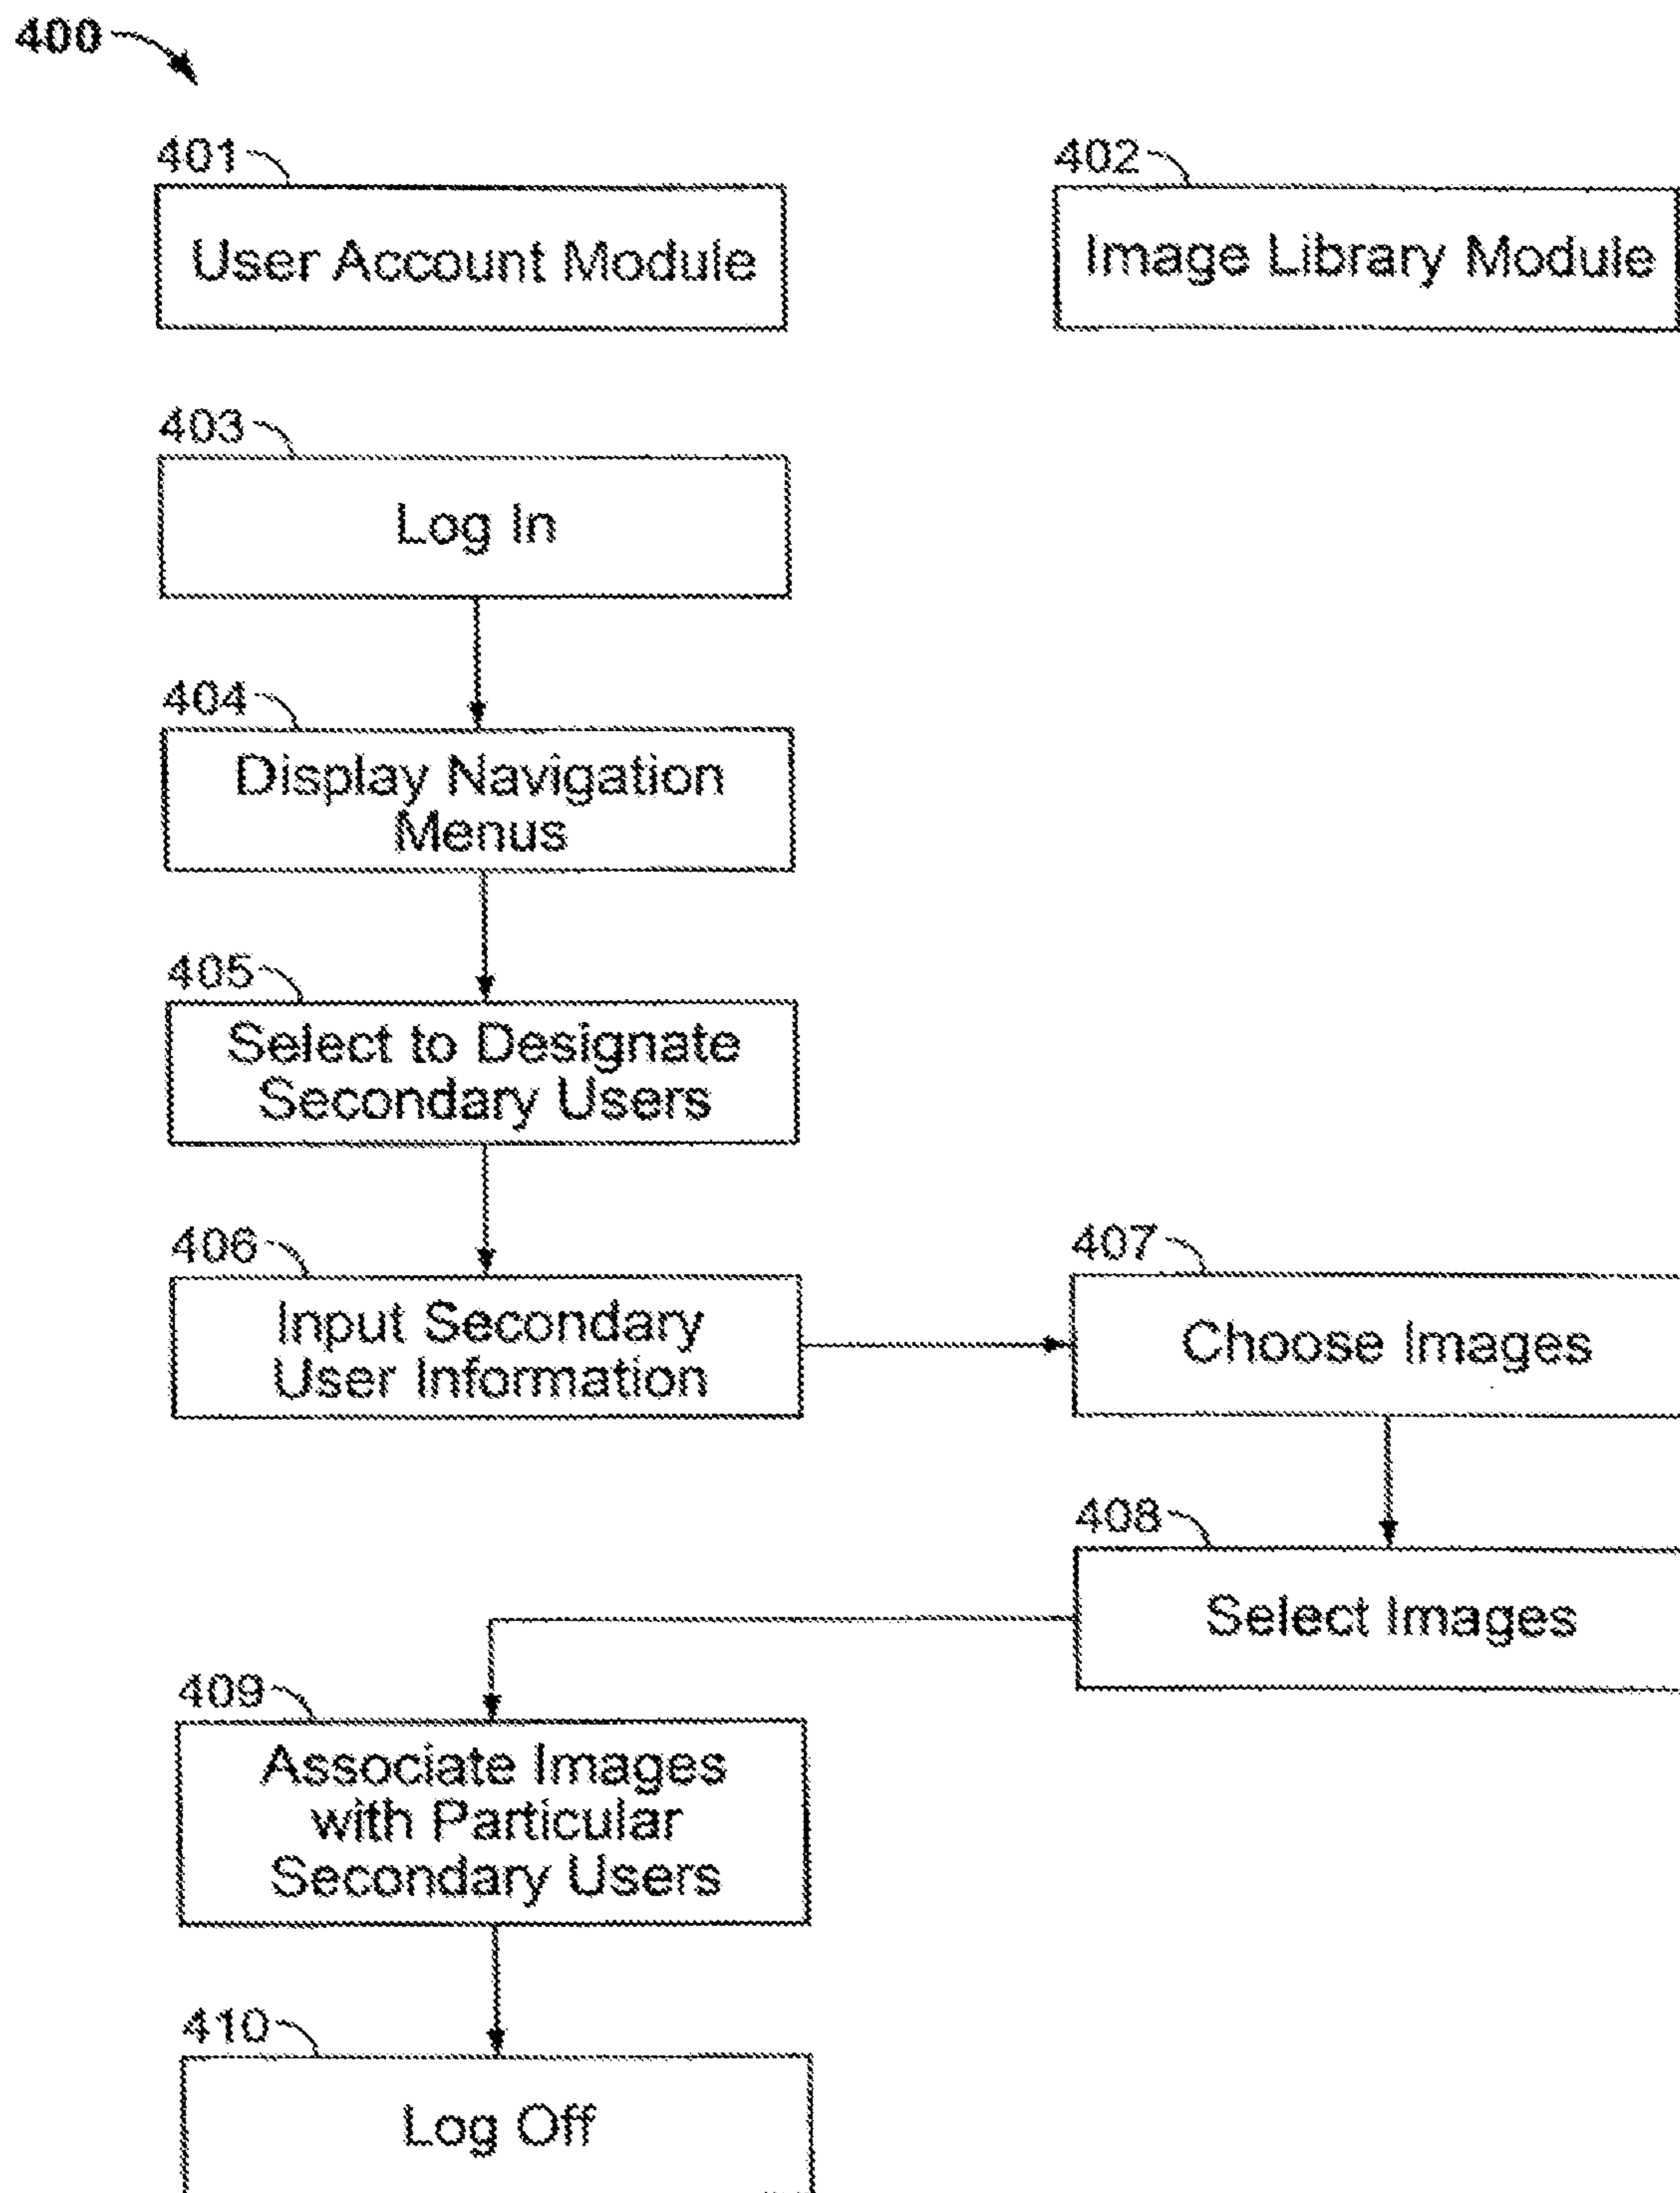 400
401
User Account Module
402
Image Library Module
403
Log In
404
Display Navigation
Menus
405
Select to Designate
Secondary Users
406
Input Secondary
User Information
407
Choose Images
408
Select Images
409
Associate Images
with Particular
Secondary Users
410
Log Off